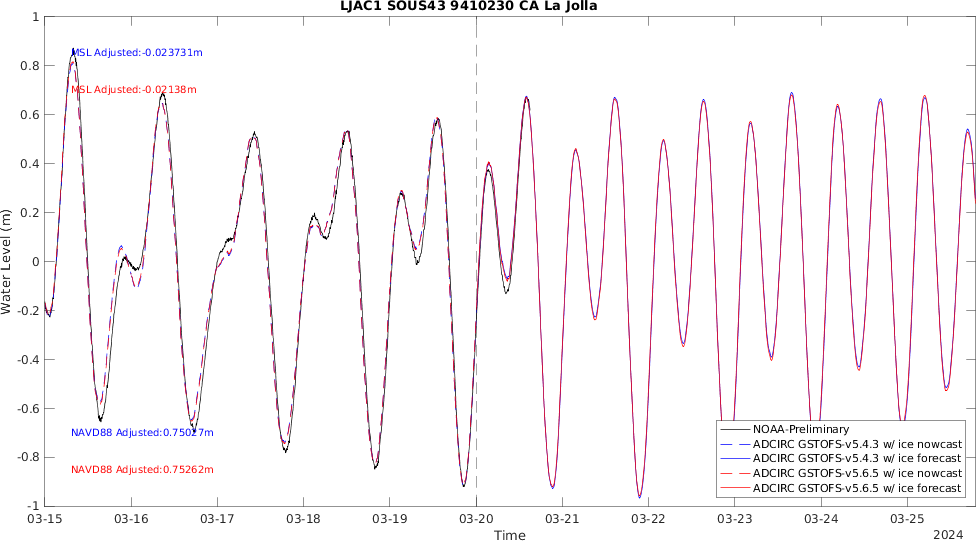 LJAC1 SOUS43 9410230 CA La Jolla
1
0.8
0.6
0.4
0.2
0
-0.2
-0.4
-0.6
-0.8
-1
Water Level (m)
MSL Adjusted:-0.023731m
MSL Adjusted:-0.02138m
NAVD88 Adjusted:0.75027m
NAVD88 Adjusted:0.75262m
NOAA-Preliminary
ADCIRC GSTOFS-v5.4.3 w/ ice nowcast
ADCIRC GSTOFS-v5.4.3 w/ ice forecast
ADCIRC GSTOFS-v5.6.5 w/ ice nowcast
ADCIRC GSTOFS-v5.6.5 w/ ice forecast
03-15 03-16 03-17 03-18 03-19 03-20 03-21 03-22 03-23 03-24 03-25
Time
2024